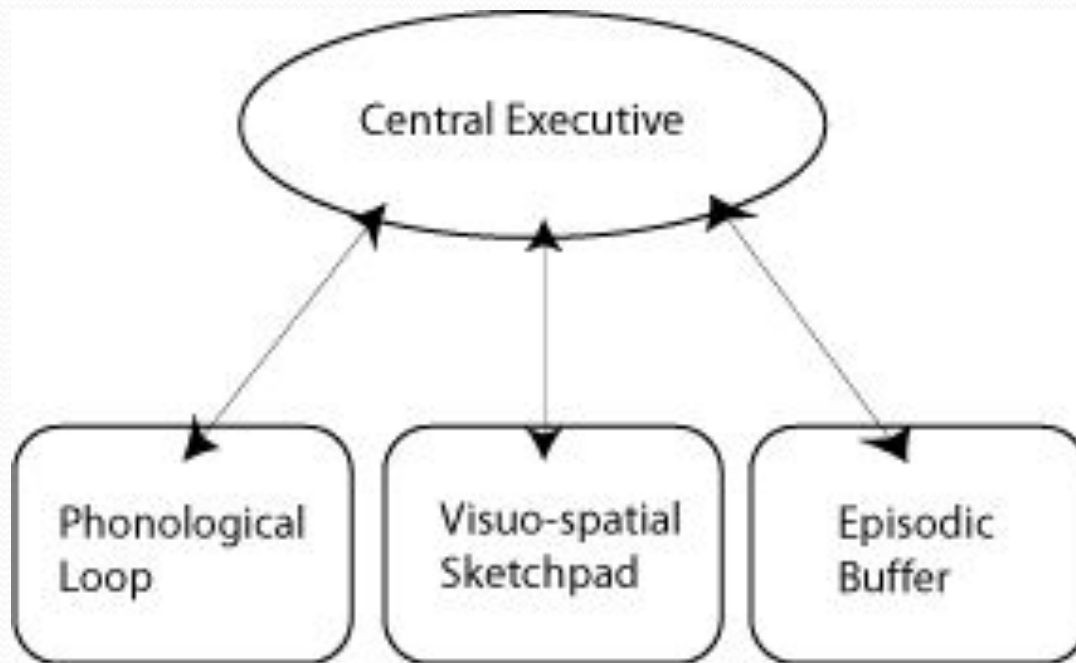 Central Executive
Phonological
Loop
Visuo-spatial
Sketchpad
Episodic
Buffer